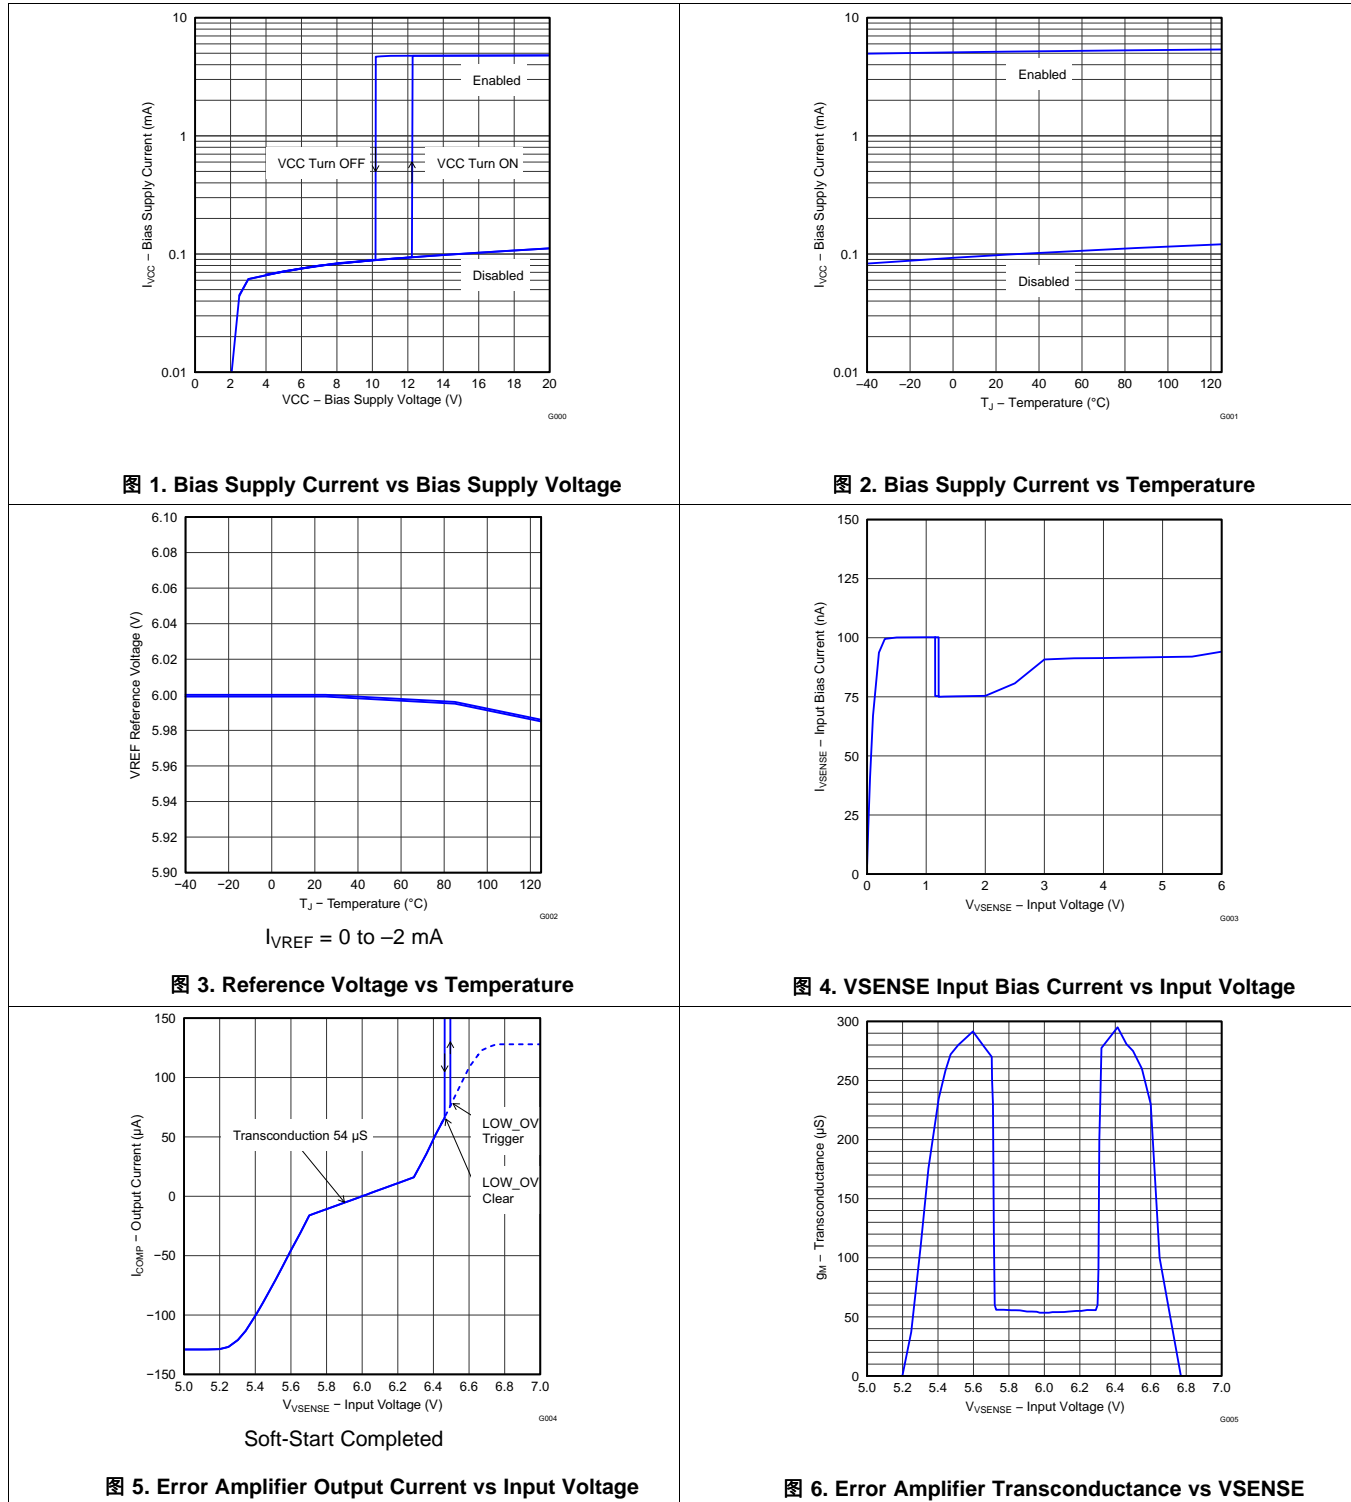 10
1
0.1
0.01
I_VCC – Bias Supply Current (mA)
Enabled
VCC Turn OFF
VCC Turn ON
Disabled
0 2 4 6 8 10 12 14 16 18 20
VCC – Bias Supply Voltage (V)
G000
图 1. Bias Supply Current vs Bias Supply Voltage
10
1
0.1
0.01
I_VCC – Bias Supply Current (mA)
Enabled
Disabled
–40 –20 0 20 40 60 80 100 120
T_J – Temperature (°C)
G001
图 2. Bias Supply Current vs Temperature
6.10
6.08
6.06
6.04
6.02
6.00
5.98
5.96
5.94
5.92
5.90
VREF Reference Voltage (V)
–40 –20 0 20 40 60 80 100 120
T_J – Temperature (°C)
G002
I_VREF = 0 to –2 mA
图 3. Reference Voltage vs Temperature
150
125
100
75
50
25
0
I_VSENSE – Input Bias Current (nA)
0 1 2 3 4 5 6
V_VSENSE – Input Voltage (V)
G003
图 4. VSENSE Input Bias Current vs Input Voltage
150
100
50
0
–50
–100
–150
I_COMP – Output Current (µA)
Transconduction 54 µS
LOW_OV
Trigger
LOW_OV
Clear
5.0 5.2 5.4 5.6 5.8 6.0 6.2 6.4 6.6 6.8 7.0
V_VSENSE – Input Voltage (V)
G004
Soft-Start Completed
图 5. Error Amplifier Output Current vs Input Voltage
300
250
200
150
100
50
0
g_M – Transconductance (µS)
5.0 5.2 5.4 5.6 5.8 6.0 6.2 6.4 6.6 6.8 7.0
V_VSENSE – Input Voltage (V)
G005
图 6. Error Amplifier Transconductance vs VSENSE